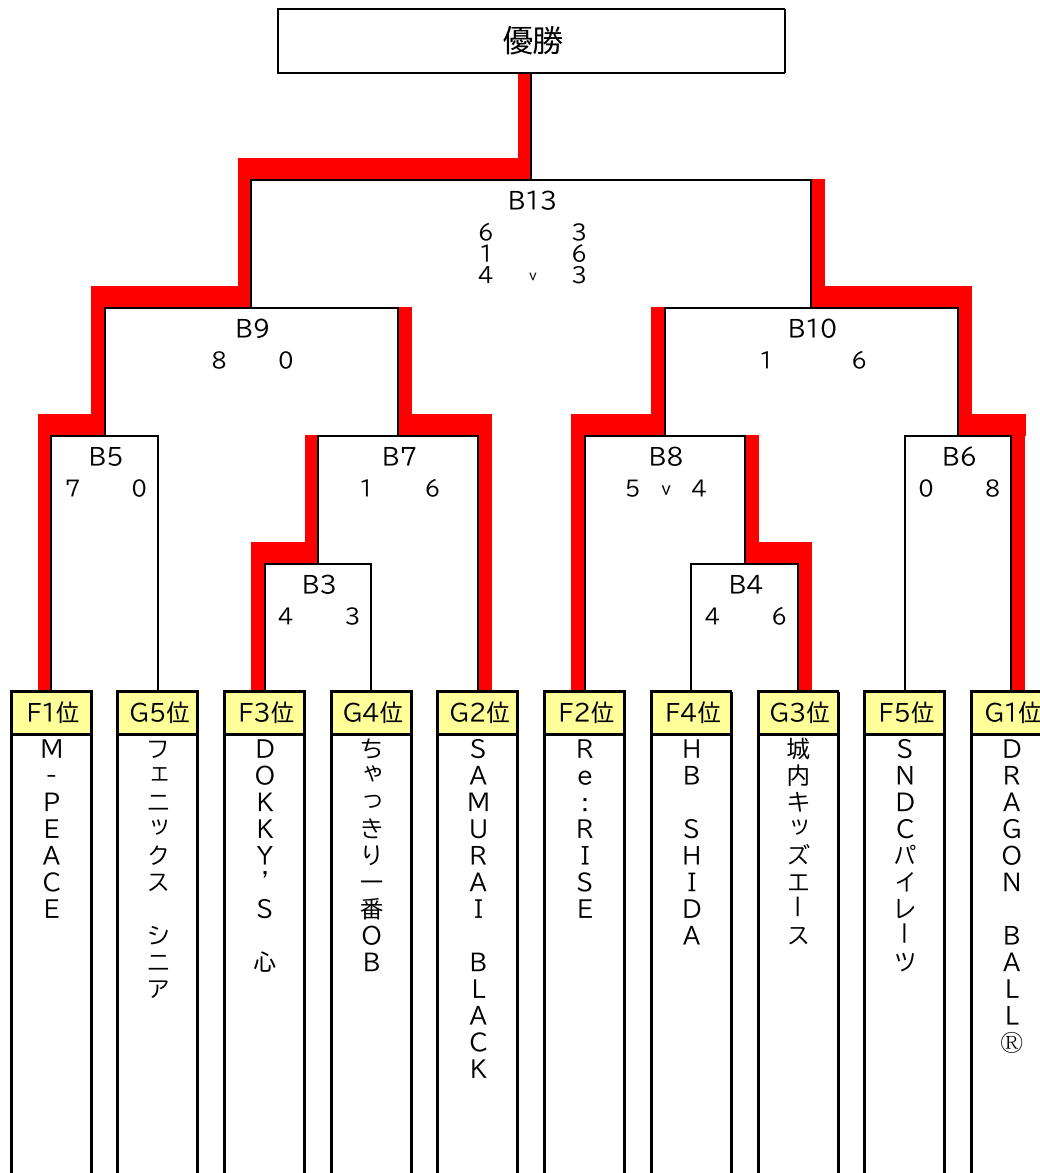 優勝
B13
6 3
1 6
4 v 3
B9
8 0
B10
1 6
B5
7 0
B7
1 6
B8
5 v 4
B6
0 8
B3
4 3
B4
4 6
F1位
G5位
F3位
G4位
G2位
F2位
F4位
G3位
F5位
G1位
M-PEACE
フェニックス シニア
DOKKY’S 心
ちゃっきり一番OB
SAMURAI BLACK
Re:RISE
HB SHIDA
城内キッズエース
SNDCパイレーツ
DRAGON BALL®